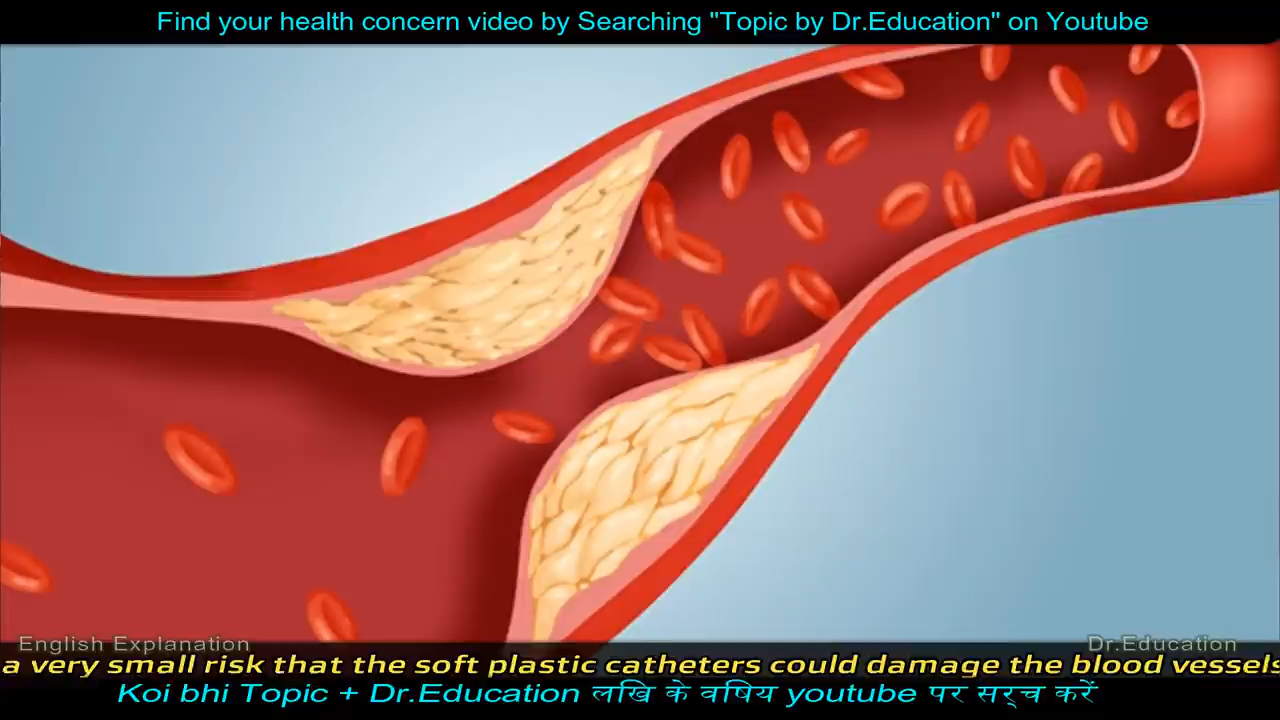 Find your health concern video by Searching "Topic by Dr.Education" on Youtube
English Explanation
Dr.Education
a very small risk that the soft plastic catheters could damage the blood vessels
Koi bhi Topic + Dr.Education लखि के वषिय youtube पर सर्च करें